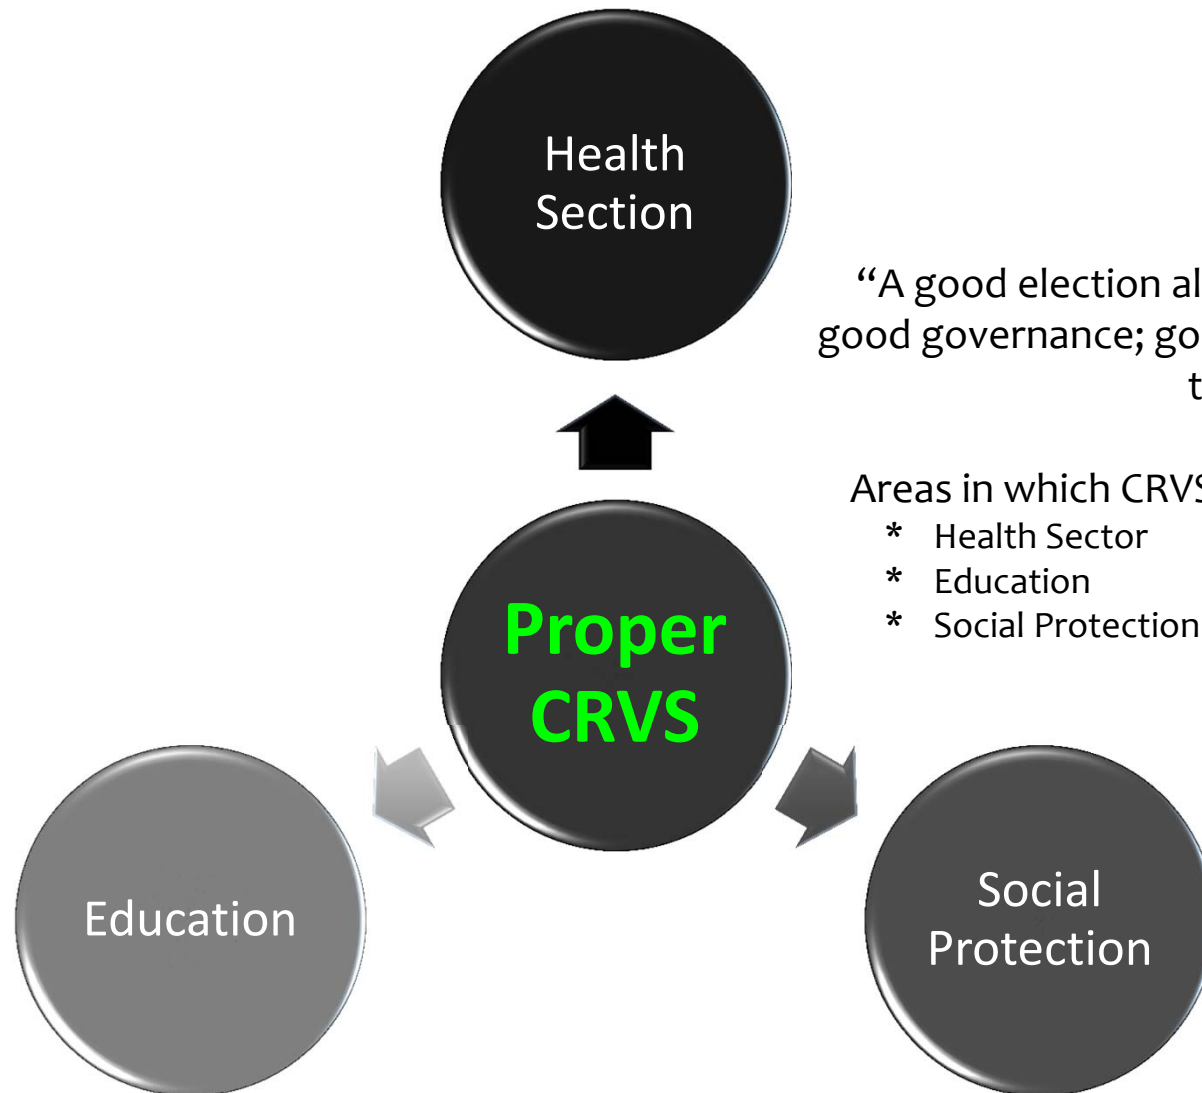 Health
Section
“A good election al
good governance; go
t
Areas in which CRVS
* Health Sector
* Education
* Social Protection
Proper
CRVS
Education
Social
Protection